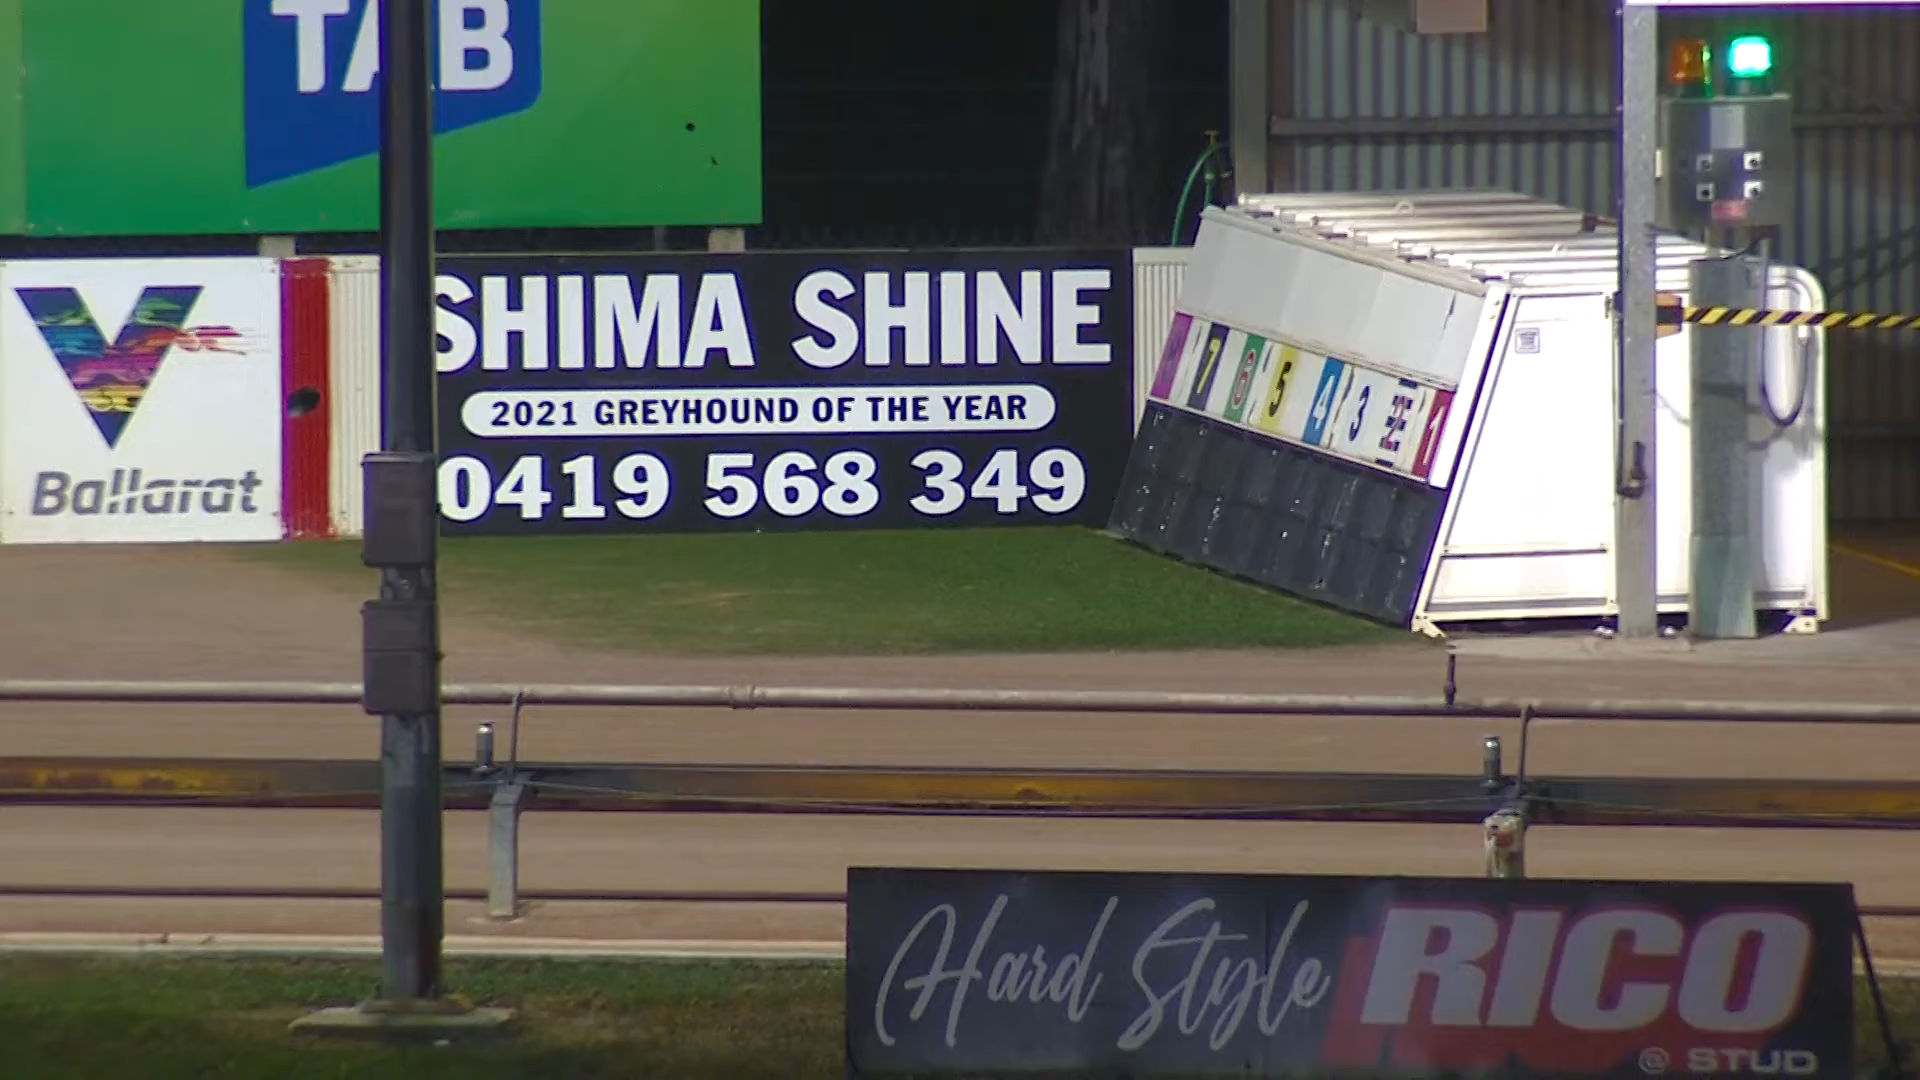 TAB
Ballarat
SHIMA SHINE
2021 GREYHOUND OF THE YEAR
0419 568 349
7 6 5 4 3 2 1
Hard Style RICO
@ STUD